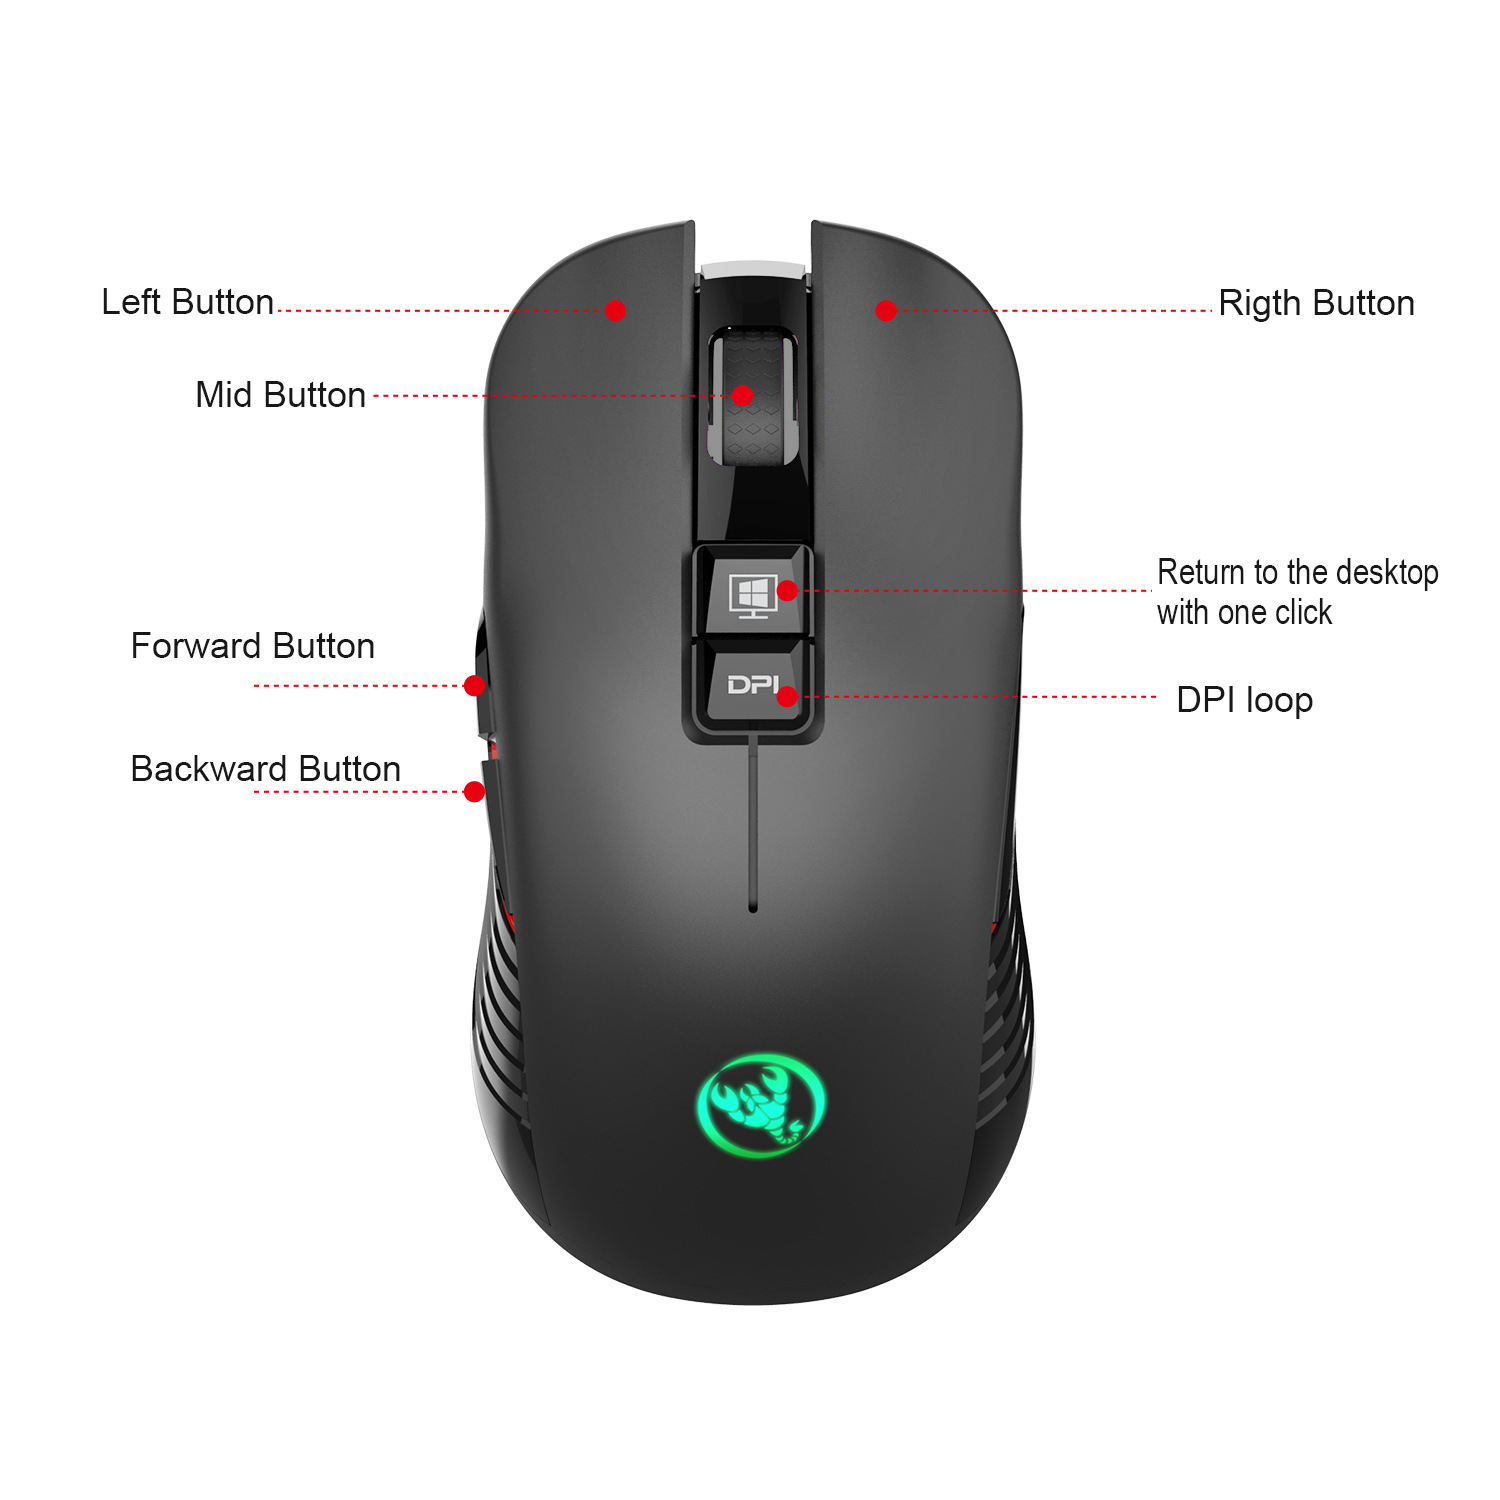 Left Button
Rigth Button
Mid Button
Return to the desktop
with one click
Forward Button
DPI
DPI loop
Backward Button